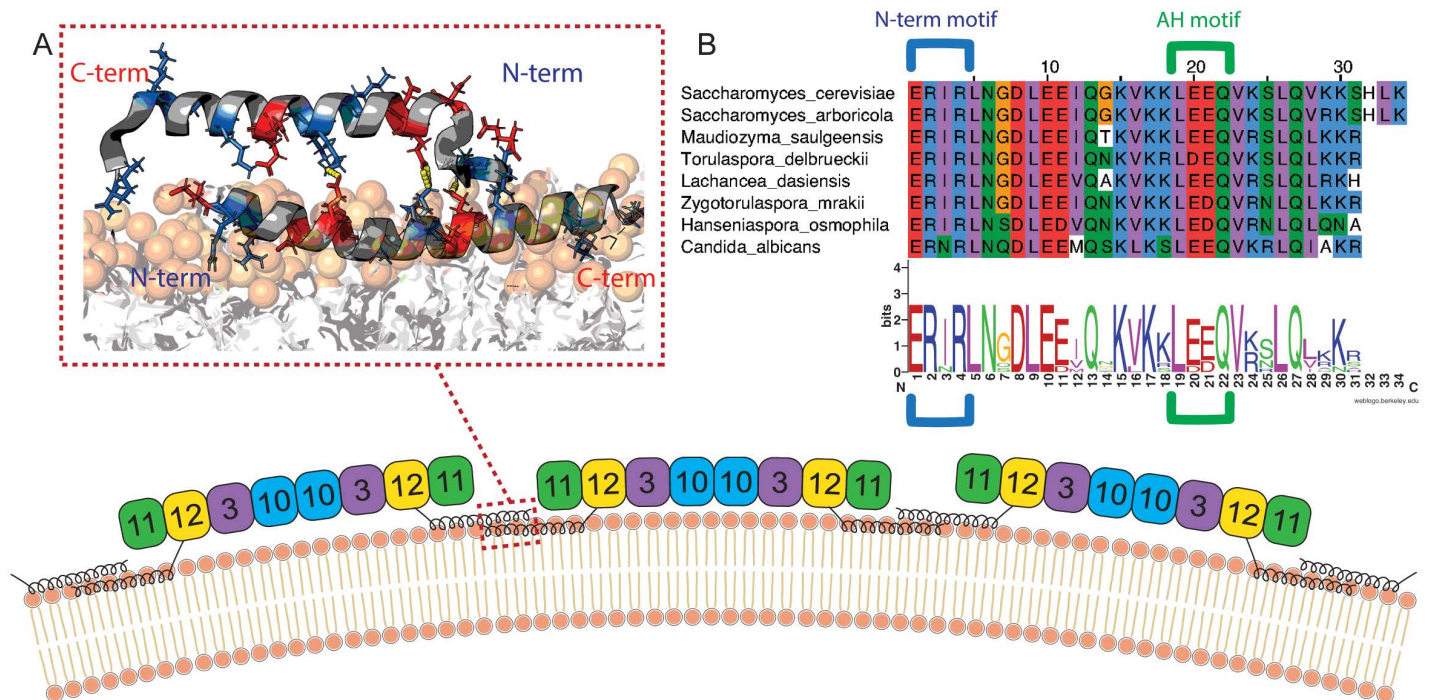 A
C-term
N-term
N-term
C-term
B
N-term motif
AH motif
10 20 30
Saccharomyces_cerevisiae ERIRLNGDLEEIQGKVKKLEEQVKSLQVKKSHLK
Saccharomyces_arboricola ERIRLNGDLEEIQGKVKKLEEQVKSLQVRKSHLK
Maudiozyma_saulgeensis ERIRLNGDLEEIQTKVKKLEEQVKSLQLKKR
Torulaspora_delbrueckii ERIRLNGDLEEIQNKVKRLDEQVKSLQLKKR
Lachancea_dasiensis ERIRLNGDLEEVQAKVKKLEEQVRSLQLRKH
Zygotorulaspora_mrakii ERIRLNGDLEEIQNKVKKLEDQVRNLQLKKR
Hanseniaspora_osmophila ERIRLNSDLEDVQNKVKKLEDQVRNLQLQNA
Candida_albicans ERNRLNQDLEEMQSKLKSLEEQVKRLQIAKR
4
3
2
1
0
bits
N 1 2 3 4 5 6 7 8 9 10 11 12 13 14 15 16 17 18 19 20 21 22 23 24 25 26 27 28 29 30 31 32 33 34 C
weblogo.berkeley.edu
11 12 3 10 10 3 12 11
11 12 3 10 10 3 12 11
11 12 3 10 10 3 12 11